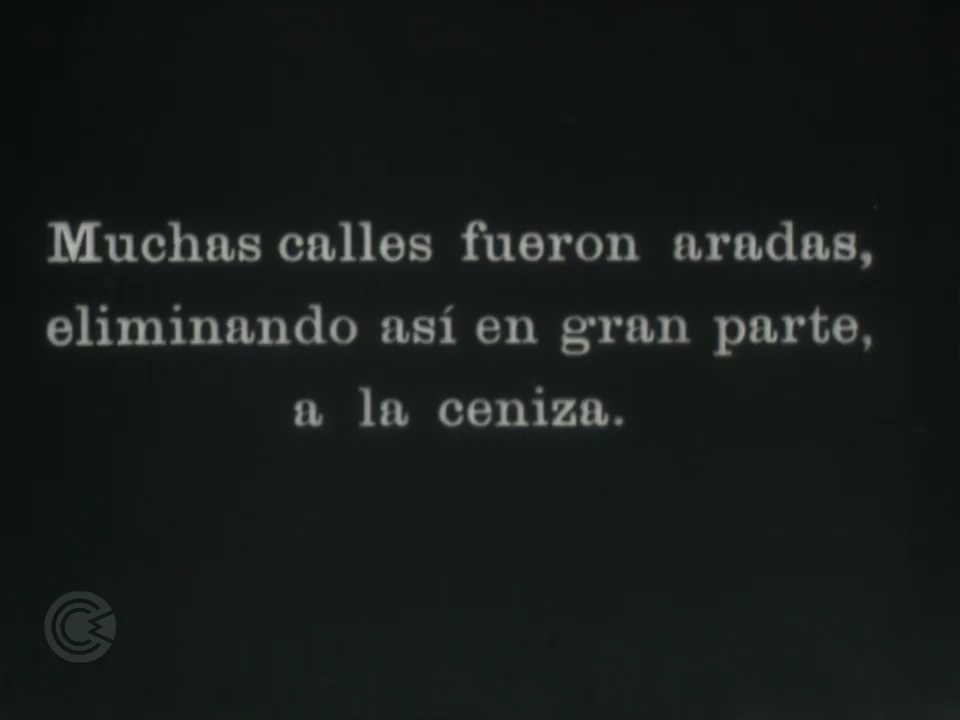 Muchas calles fueron aradas,
eliminando así en gran parte,
a la ceniza.